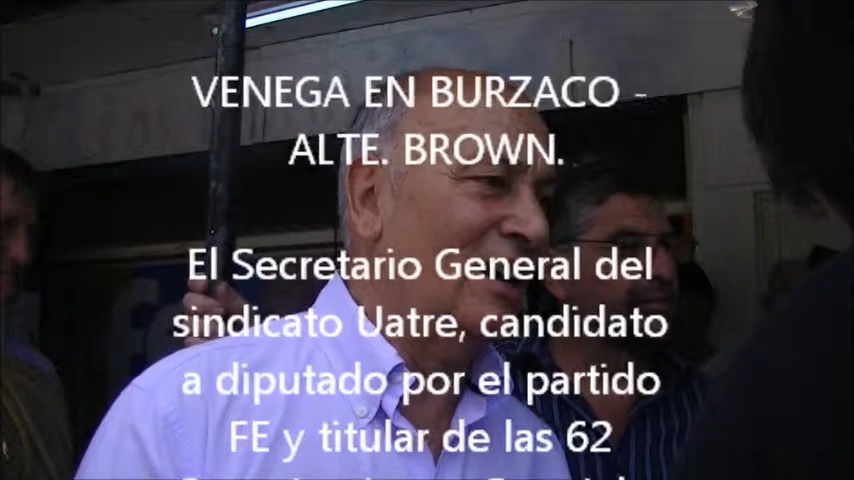 VENEGA EN BURZACO -
ALTE. BROWN.
El Secretario General del
sindicato Uatre, candidato
a diputado por el partido
FE y titular de las 62